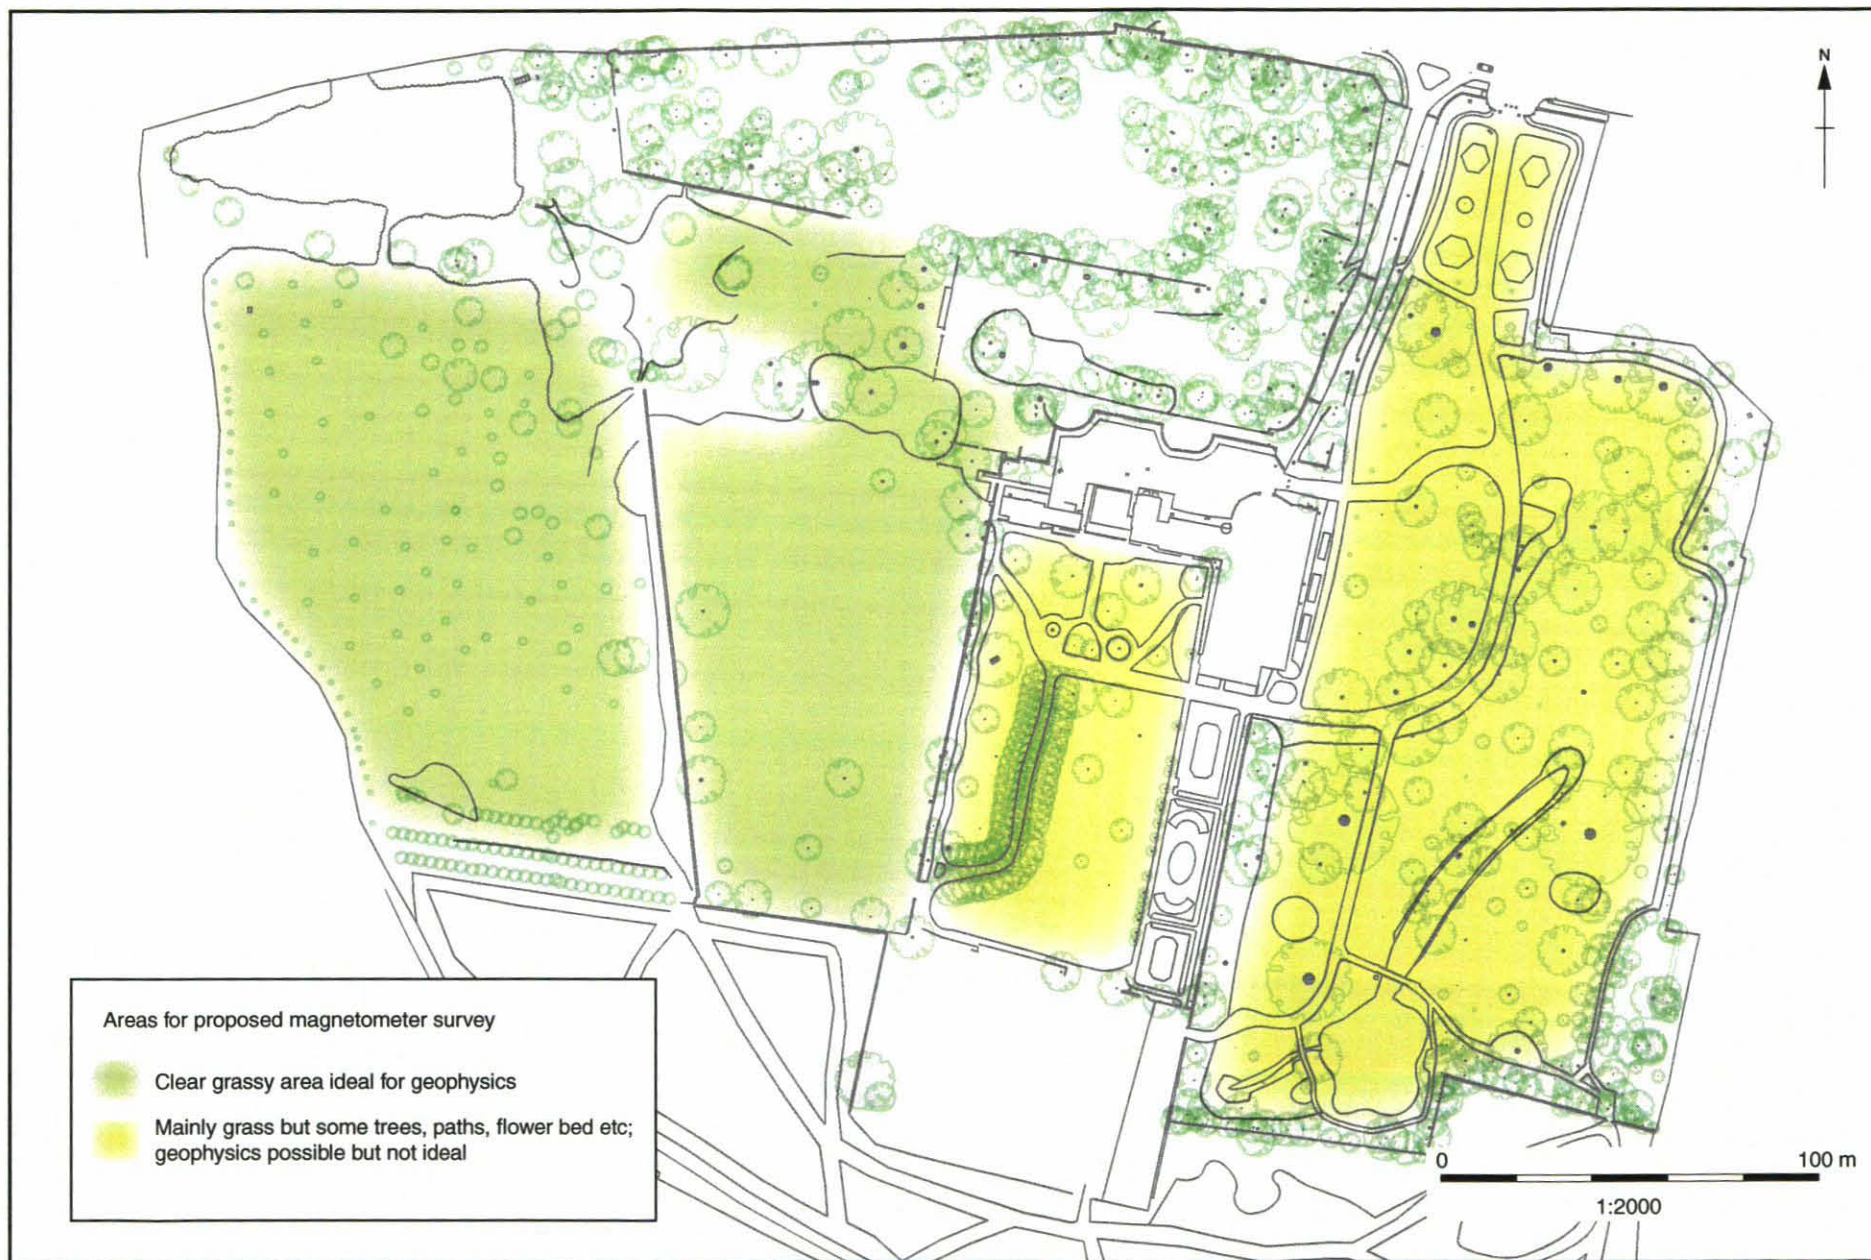 N
Areas for proposed magnetometer survey
Clear grassy area ideal for geophysics
Mainly grass but some trees, paths, flower bed etc;
geophysics possible but not ideal
0 100 m
1:2000